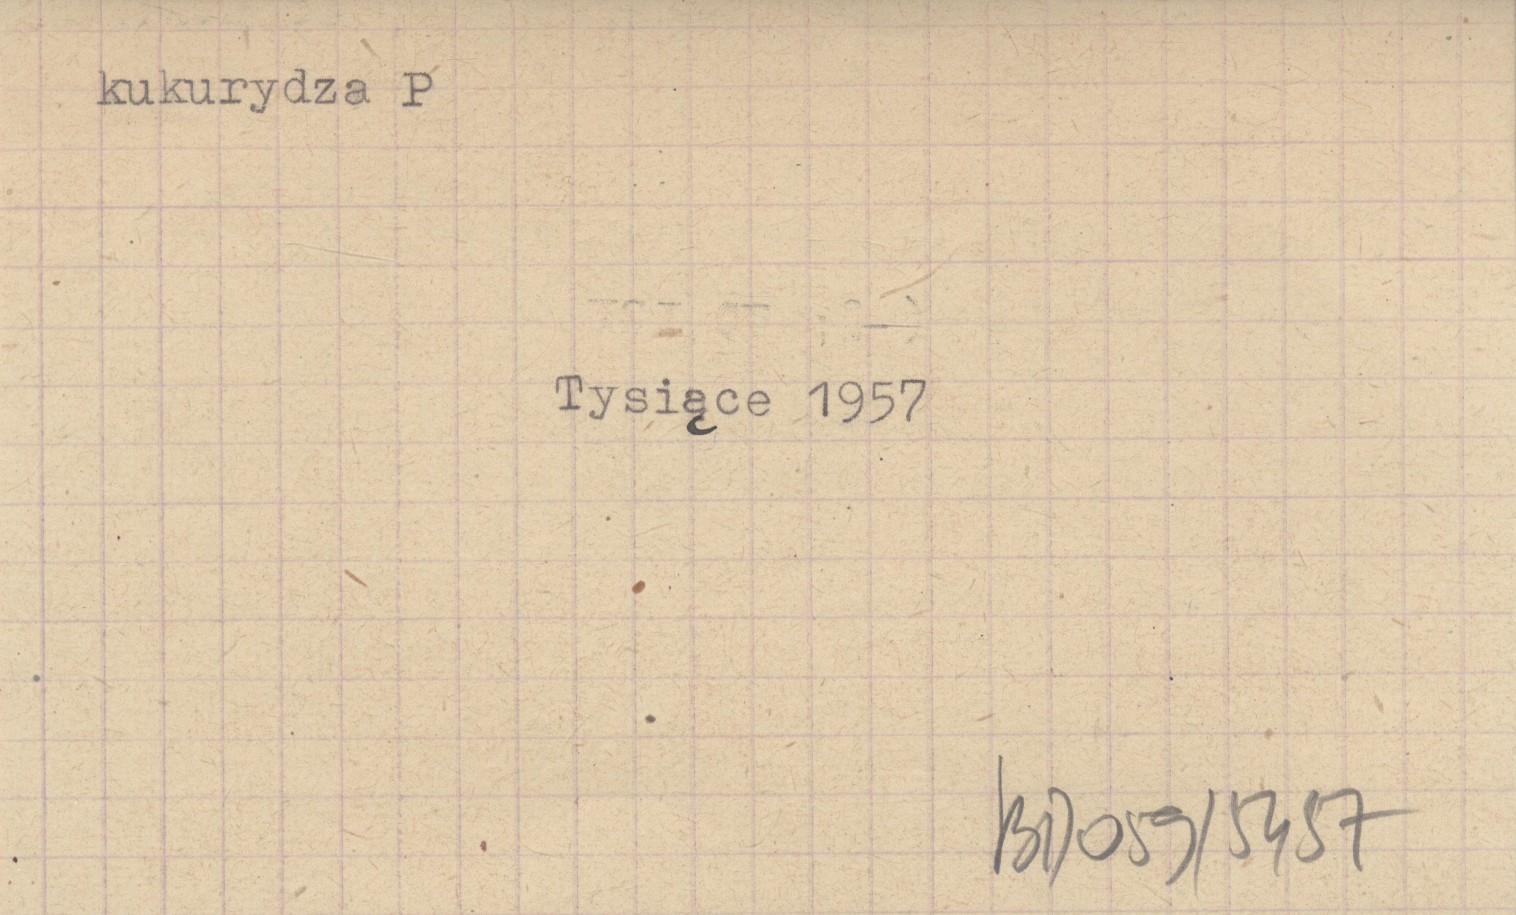 kukurydza P
Tysiące 1957
BD059/5457